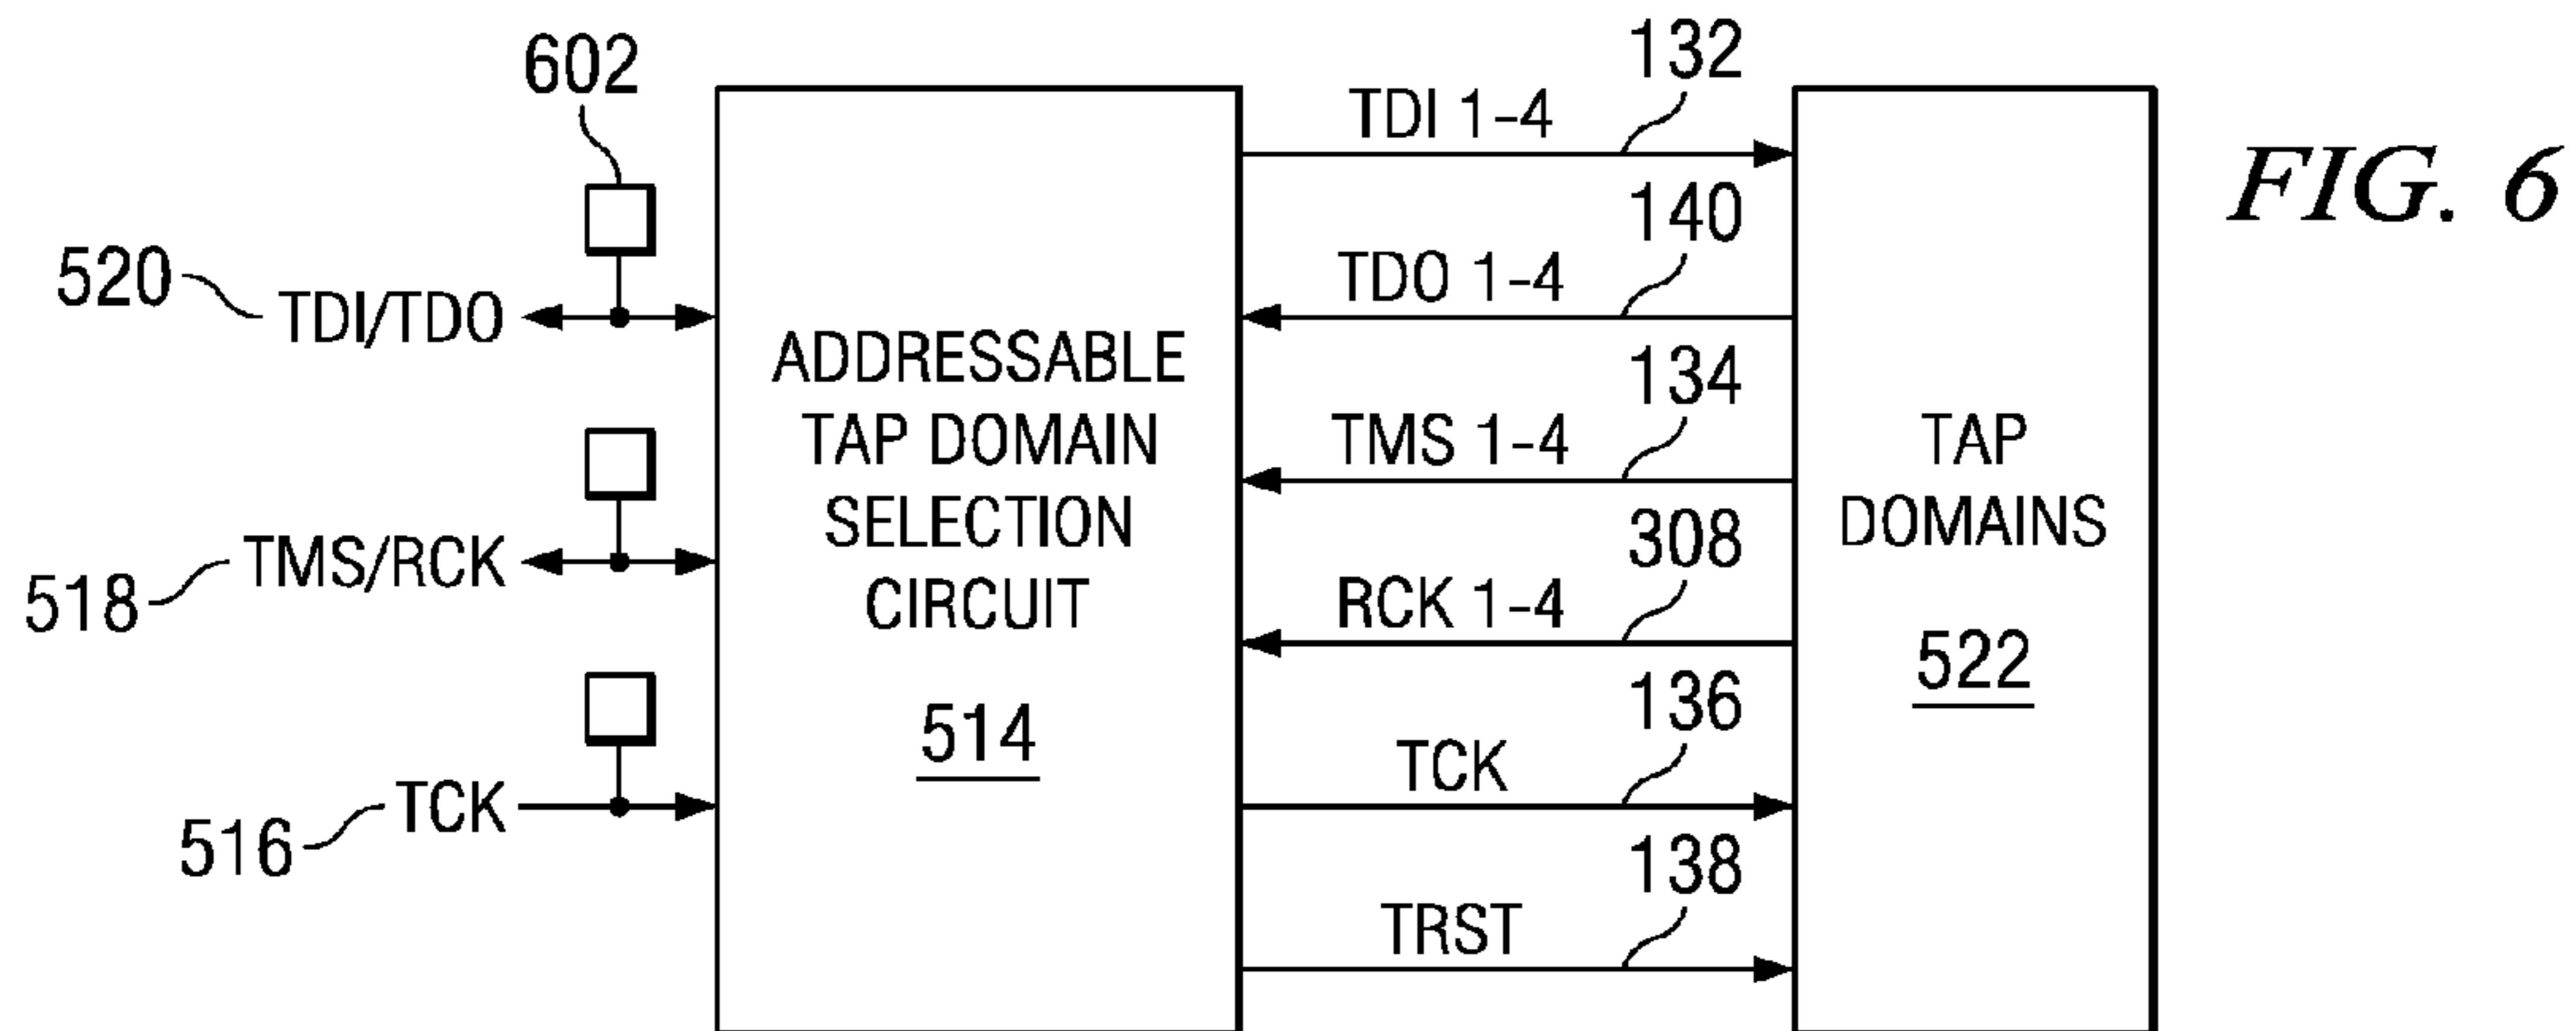 602
520
TDI/TDO
518
TMS/RCK
516
TCK
ADDRESSABLE
TAP DOMAIN
SELECTION
CIRCUIT
514
TDI 1-4
132
TDO 1-4
140
TMS 1-4
134
RCK 1-4
308
TCK
136
TRST
138
TAP
DOMAINS
522
FIG. 6